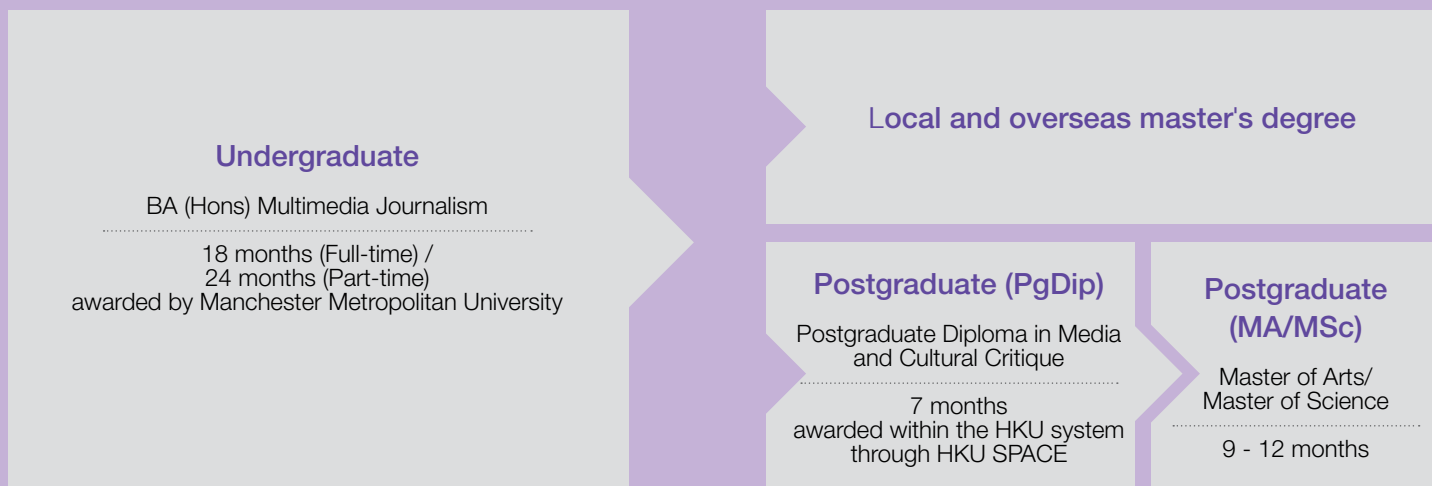 Undergraduate
BA (Hons) Multimedia Journalism
18 months (Full-time) /
24 months (Part-time)
awarded by Manchester Metropolitan University
Local and overseas master's degree
Postgraduate (PgDip)
Postgraduate Diploma in Media
and Cultural Critique
7 months
awarded within the HKU system
through HKU SPACE
Postgraduate
(MA/MSc)
Master of Arts/
Master of Science
9 - 12 months